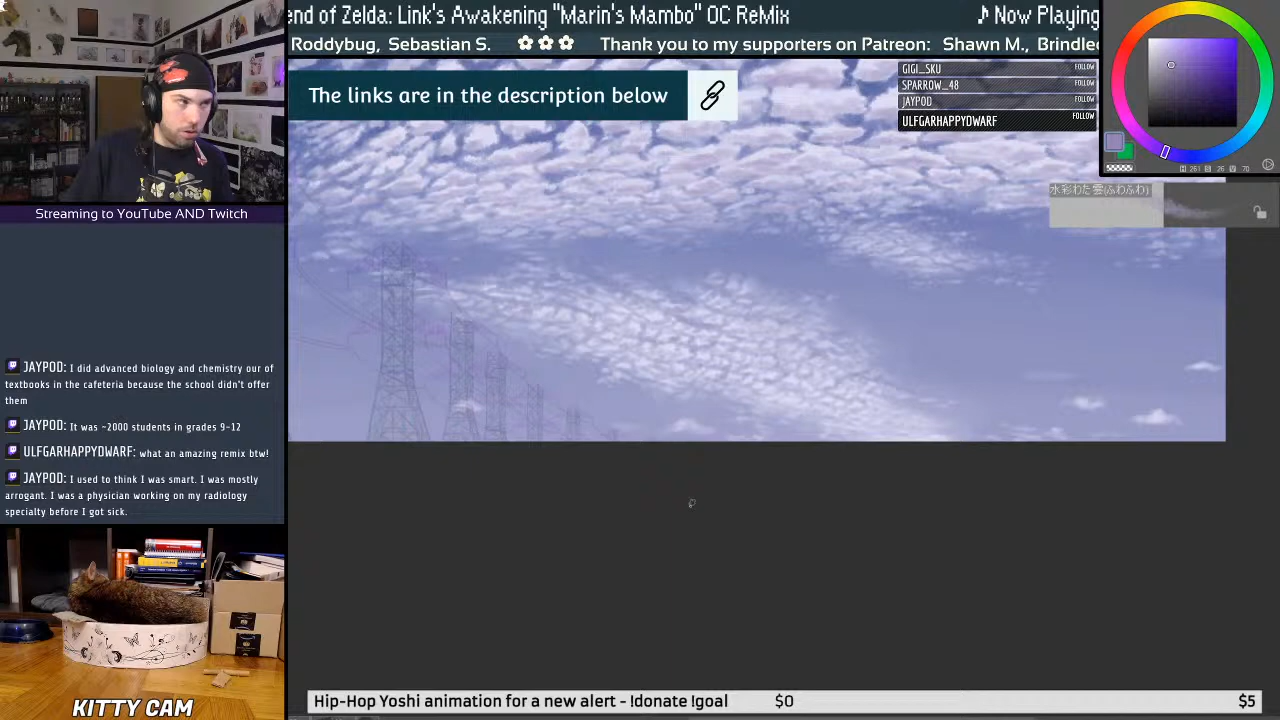 end of Zelda: Link's Awakening "Marin's Mambo" OC ReMix
♪ Now Playing
Roddybug, Sebastian S. ✿ ✿ ✿ Thank you to my supporters on Patreon: Shawn M., Brindle
The links are in the description below
GIGI_SKU FOLLOW
SPARROW_48 FOLLOW
JAYPOD FOLLOW
ULFGARHAPPYDWARF FOLLOW
水彩わた雲(ふわふわ)
Streaming to YouTube AND Twitch
JAYPOD: I did advanced biology and chemistry our of
textbooks in the cafeteria because the school didn't offer
them
JAYPOD: It was ~2000 students in grades 9-12
ULFGARHAPPYDWARF: what an amazing remix btw!
JAYPOD: I used to think I was smart. I was mostly
arrogant. I was a physician working on my radiology
specialty before I got sick.
KITTY CAM
Hip-Hop Yoshi animation for a new alert - !donate !goal $0 $5